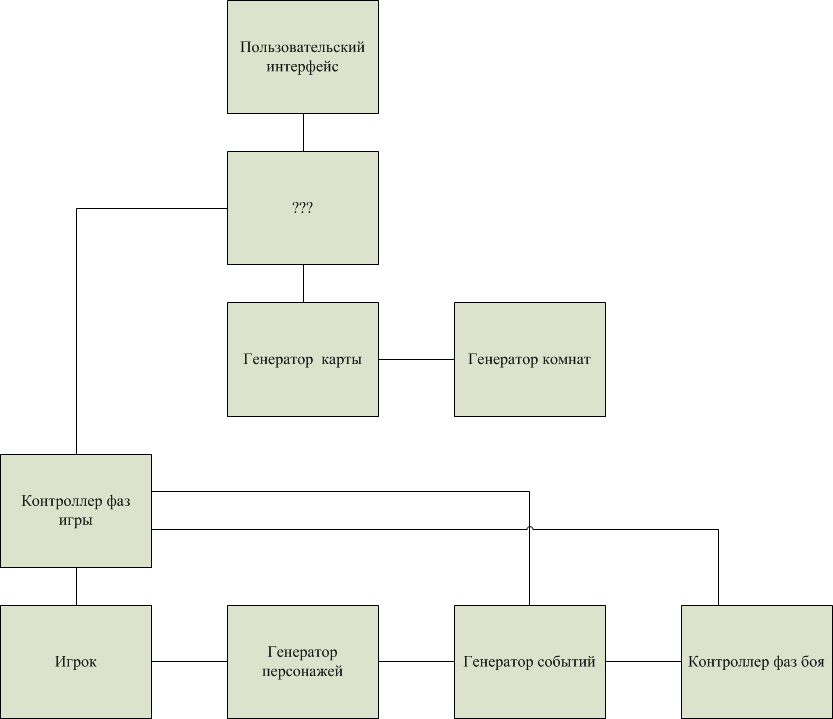 Пользовательский
интерфейс
???
Генератор карты
Генератор комнат
Контроллер фаз
игры
Игрок
Генератор
персонажей
Генератор событий
Контроллер фаз боя